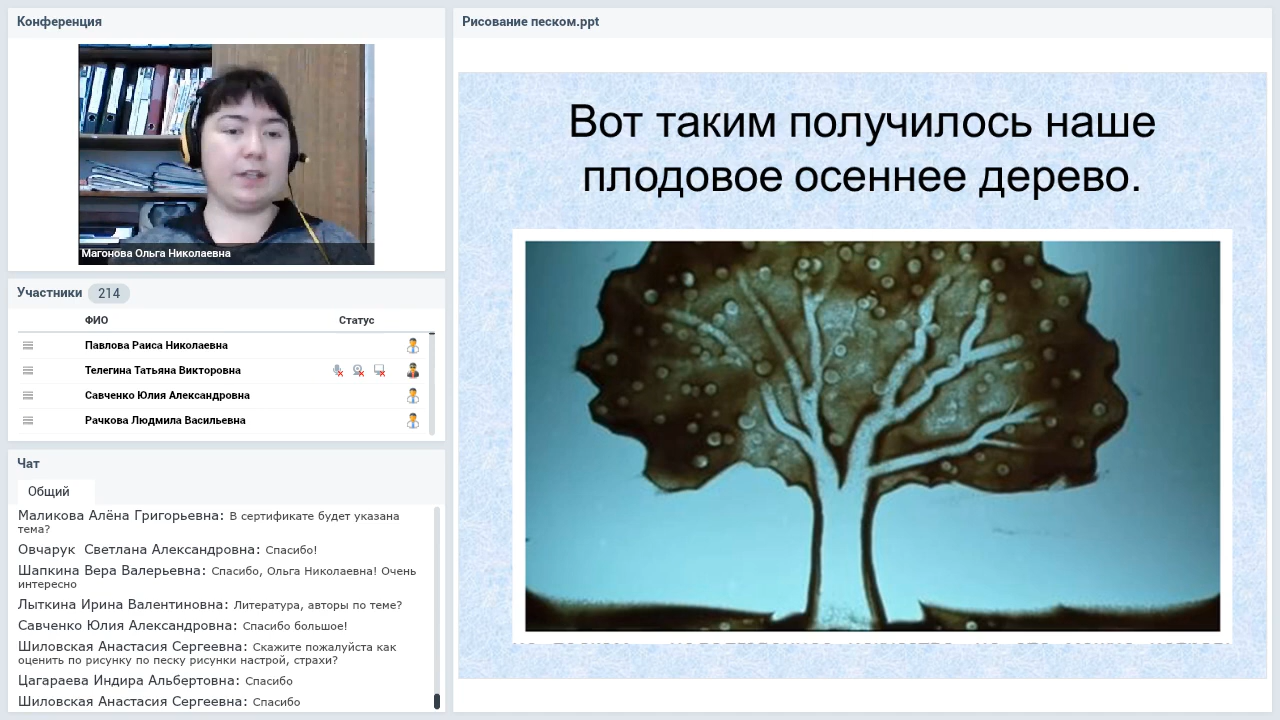 Конференция
Магонова Ольга Николаевна
Участники 214
ФИО Статус
Павлова Раиса Николаевна
Телегина Татьяна Викторовна
Савченко Юлия Александровна
Рачкова Людмила Васильевна
Чат
Общий
Маликова Алёна Григорьевна: В сертификате будет указана
тема?
Овчарук Светлана Александровна: Спасибо!
Шапкина Вера Валерьевна: Спасибо, Ольга Николаевна! Очень
интересно
Лыткина Ирина Валентиновна: Литература, авторы по теме?
Савченко Юлия Александровна: Спасибо большое!
Шиловская Анастасия Сергеевна: Скажите пожалуйста как
оценить по рисунку по песку рисунки настрой, страхи?
Цагараева Индира Альбертовна: Спасибо
Шиловская Анастасия Сергеевна: Спасибо
Рисование песком.ppt
Вот таким получилось наше
плодовое осеннее дерево.